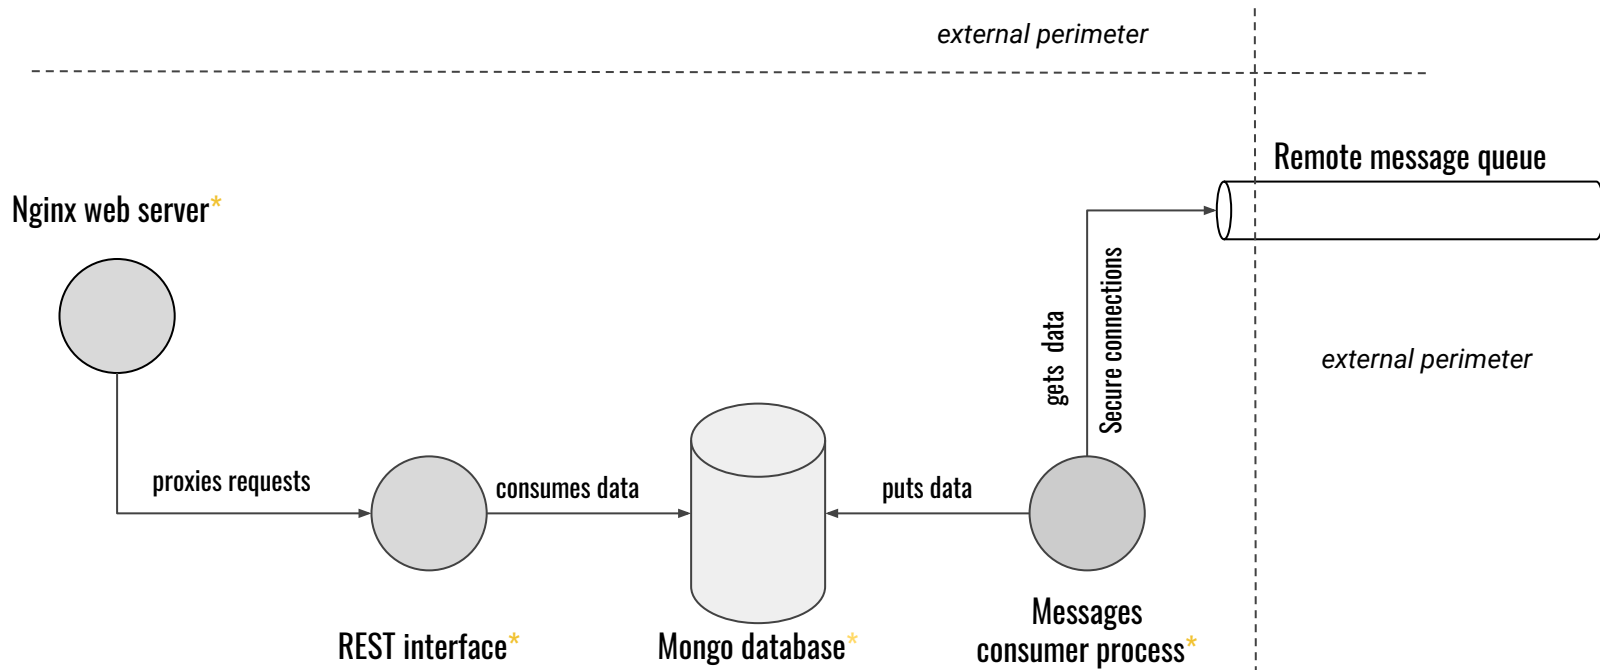 external perimeter
Remote message queue
Nginx web server*
gets data
Secure connections
external perimeter
proxies requests
consumes data
puts data
REST interface*
Mongo database*
Messages
consumer process*